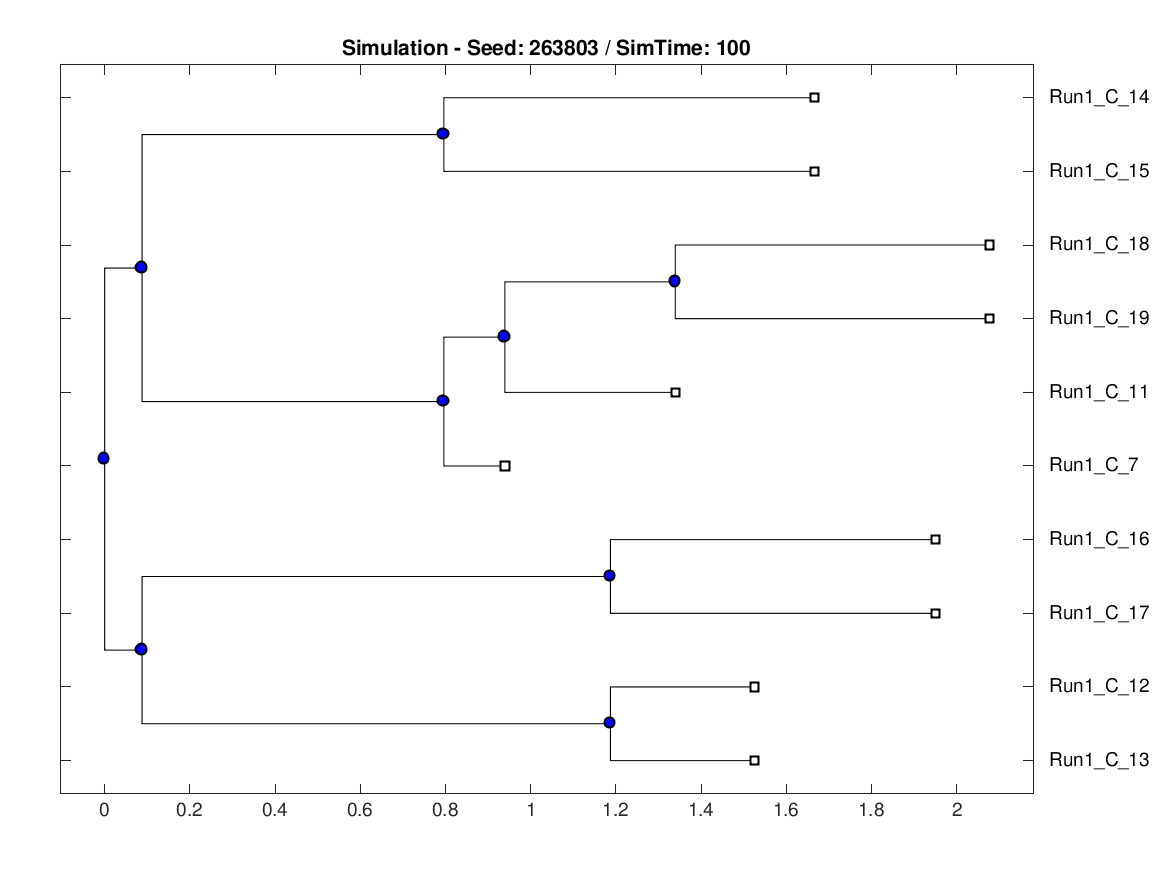 Simulation - Seed: 263803 / SimTime: 100
Run1_C_14
Run1_C_15
Run1_C_18
Run1_C_19
Run1_C_11
Run1_C_7
Run1_C_16
Run1_C_17
Run1_C_12
Run1_C_13
0 0.2 0.4 0.6 0.8 1 1.2 1.4 1.6 1.8 2